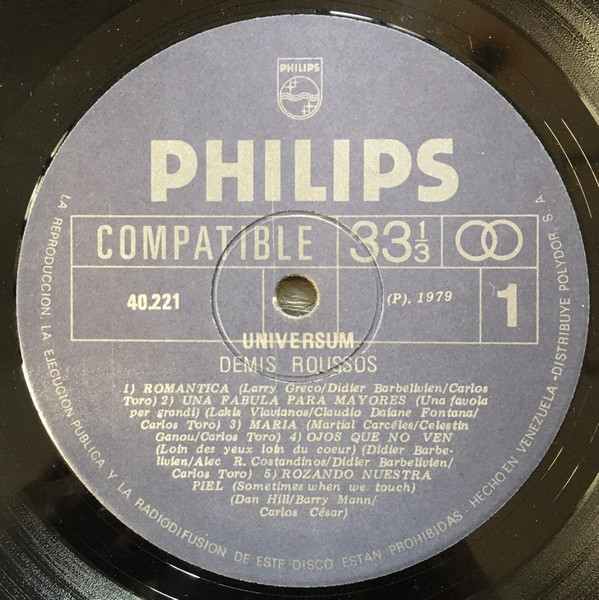 PHILIPS
PHILIPS
COMPATIBLE 33 1/3
40.221
(P). 1979
1
UNIVERSUM
DEMIS ROUSSOS
1) ROMANTICA (Larry Greco/Didier Barbelivien/Carlos
Toro) 2) UNA FABULA PARA MAYORES (Una favola
per grandi) (Lakis Vlavianos/Claudio Daiane Fontana/
Carlos Toro) 3) MARIA (Martial Carcéles/Celestin
Ganou/Carlos Toro) 4) OJOS QUE NO VEN
(Loin des yeux loin du coeur) (Didier Barbe-
livien/Alec R. Costandinos/Didier Barbelivien/
Carlos Toro) 5) ROZANDO NUESTRA
PIEL (Sometimes when we touch)
(Dan Hill/Barry Mann/
Carlos César)
LA REPRODUCCION, LA EJECUCION PUBLICA Y LA RADIODIFUSION DE ESTE DISCO ESTAN PROHIBIDAS. HECHO EN VENEZUELA-DISTRIBUYE POLYDOR, S. A.